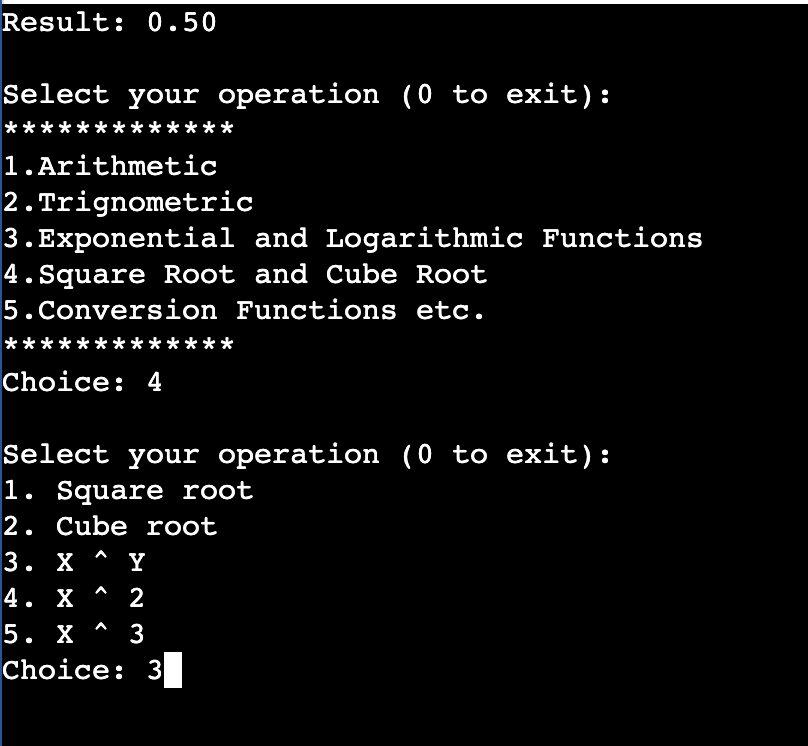 Result: 0.50
Select your operation (0 to exit):
*************
1.Arithmetic
2.Trignometric
3.Exponential and Logarithmic Functions
4.Square Root and Cube Root
5.Conversion Functions etc.
*************
Choice: 4
Select your operation (0 to exit):
1. Square root
2. Cube root
3. X ^ Y
4. X ^ 2
5. X ^ 3
Choice: 3